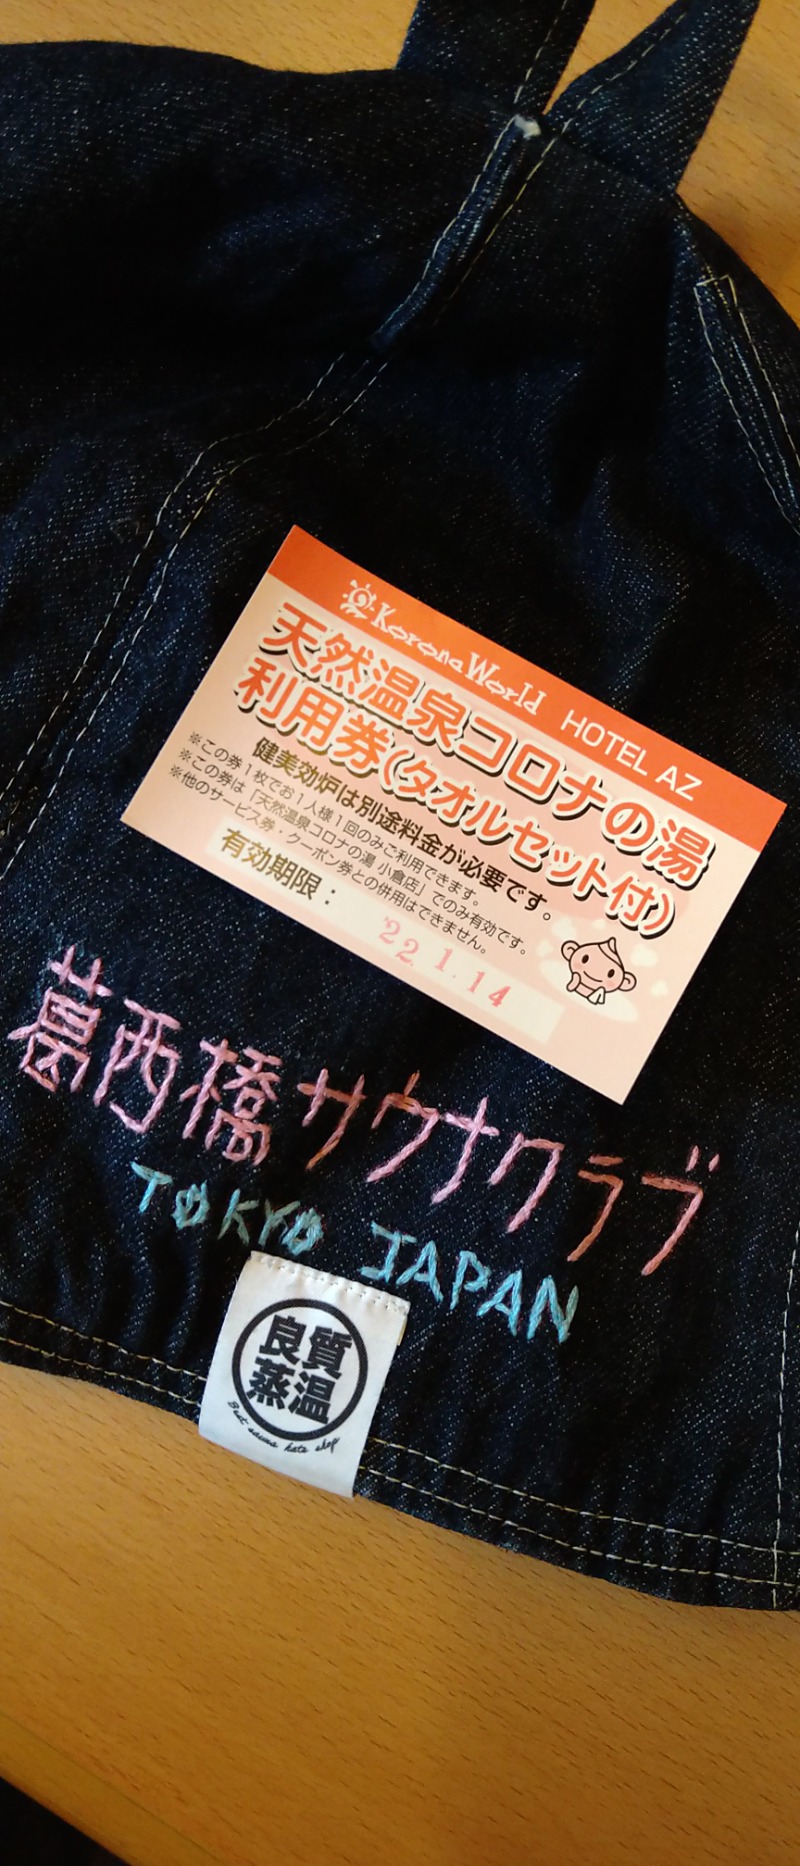 Korona World HOTEL AZ
天然温泉コロナの湯
利用券(タオルセット付)
健美効炉は別途料金が必要です。
※この券1枚でお1人様1回のみご利用できます。
※この券は「天然温泉コロナの湯 小倉店」でのみ有効です。
※他のサービス券・クーポン券との併用はできません。
有効期限：
'22.1.14
葛西橋サウナクラブ
TOKYO JAPAN
良質
蒸温
Best sauna hats shop